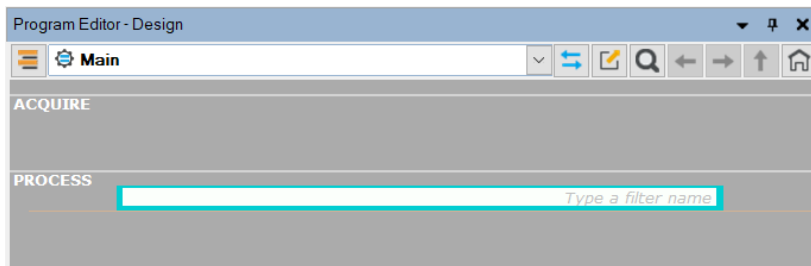 Program Editor - Design
Main
ACQUIRE
PROCESS
Type a filter name